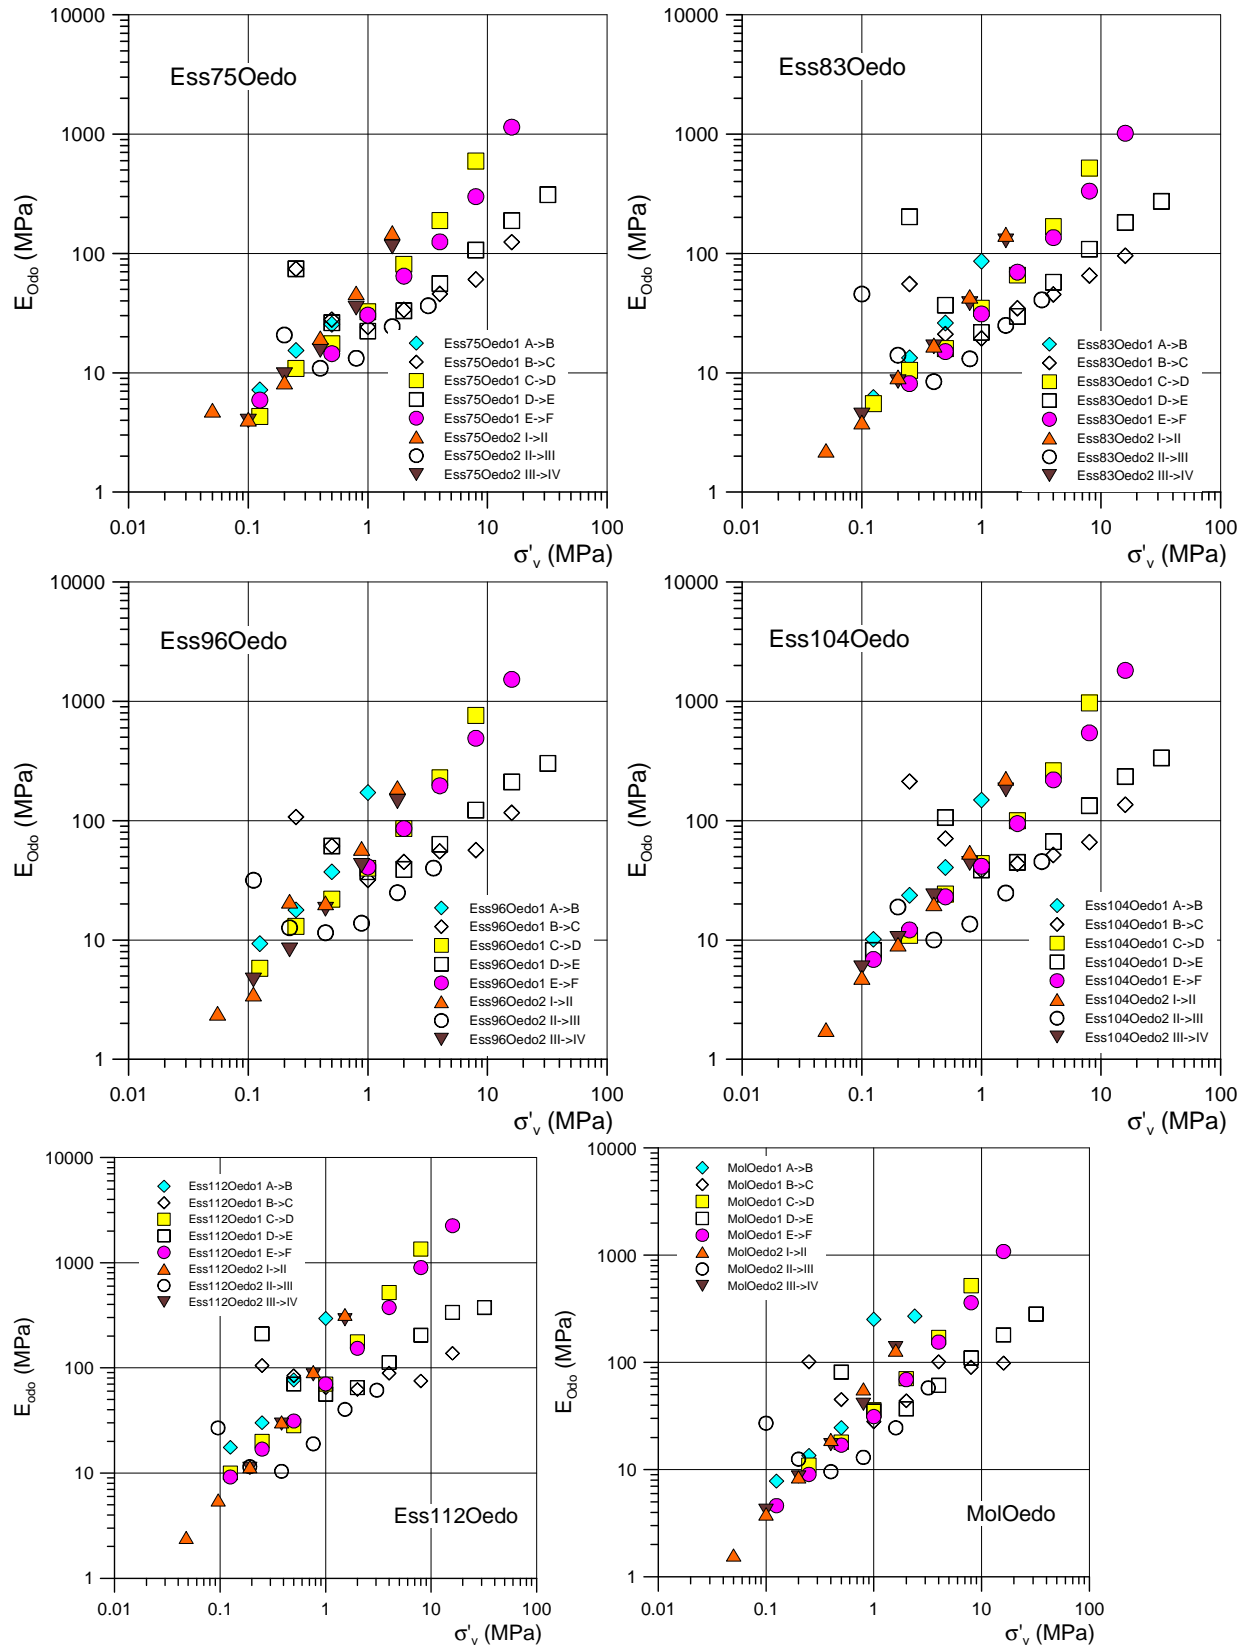 10000
Ess75Oedo
1000
100
10
1
E_Odo (MPa)
Ess75Oedo1 A->B
Ess75Oedo1 B->C
Ess75Oedo1 C->D
Ess75Oedo1 D->E
Ess75Oedo1 E->F
Ess75Oedo2 I->II
Ess75Oedo2 II->III
Ess75Oedo2 III->IV
0.01 0.1 1 10 100
σ'v (MPa)
10000
Ess83Oedo
1000
100
10
1
E_Odo (MPa)
Ess83Oedo1 A->B
Ess83Oedo1 B->C
Ess83Oedo1 C->D
Ess83Oedo1 D->E
Ess83Oedo1 E->F
Ess83Oedo2 I->II
Ess83Oedo2 II->III
Ess83Oedo2 III->IV
0.01 0.1 1 10 100
σ'v (MPa)
10000
Ess96Oedo
1000
100
10
1
E_Odo (MPa)
Ess96Oedo1 A->B
Ess96Oedo1 B->C
Ess96Oedo1 C->D
Ess96Oedo1 D->E
Ess96Oedo1 E->F
Ess96Oedo2 I->II
Ess96Oedo2 II->III
Ess96Oedo2 III->IV
0.01 0.1 1 10 100
σ'v (MPa)
10000
Ess104Oedo
1000
100
10
1
E_Odo (MPa)
Ess104Oedo1 A->B
Ess104Oedo1 B->C
Ess104Oedo1 C->D
Ess104Oedo1 D->E
Ess104Oedo1 E->F
Ess104Oedo2 I->II
Ess104Oedo2 II->III
Ess104Oedo2 III->IV
0.01 0.1 1 10 100
σ'v (MPa)
10000
1000
100
10
1
E_odo (MPa)
Ess112Oedo1 A->B
Ess112Oedo1 B->C
Ess112Oedo1 C->D
Ess112Oedo1 D->E
Ess112Oedo1 E->F
Ess112Oedo2 I->II
Ess112Oedo2 II->III
Ess112Oedo2 III->IV
Ess112Oedo
0.01 0.1 1 10 100
σ'v (MPa)
10000
1000
100
10
1
E_Odo (MPa)
MolOedo1 A->B
MolOedo1 B->C
MolOedo1 C->D
MolOedo1 D->E
MolOedo1 E->F
MolOedo2 I->II
MolOedo2 II->III
MolOedo2 III->IV
MolOedo
0.01 0.1 1 10 100
σ'v (MPa)